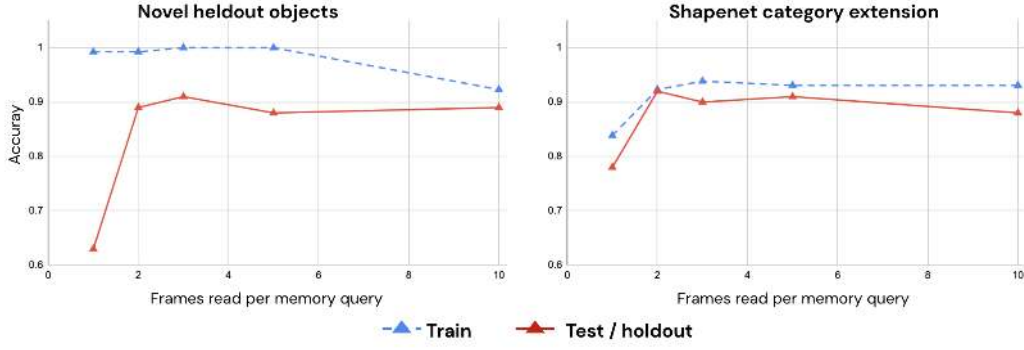 Novel heldout objects
Accuray
1
0.9
0.8
0.7
0.6
0 2 4 6 8 10
Frames read per memory query
Shapenet category extension
1
0.9
0.8
0.7
0.6
0 2 4 6 8 10
Frames read per memory query
Train Test / holdout